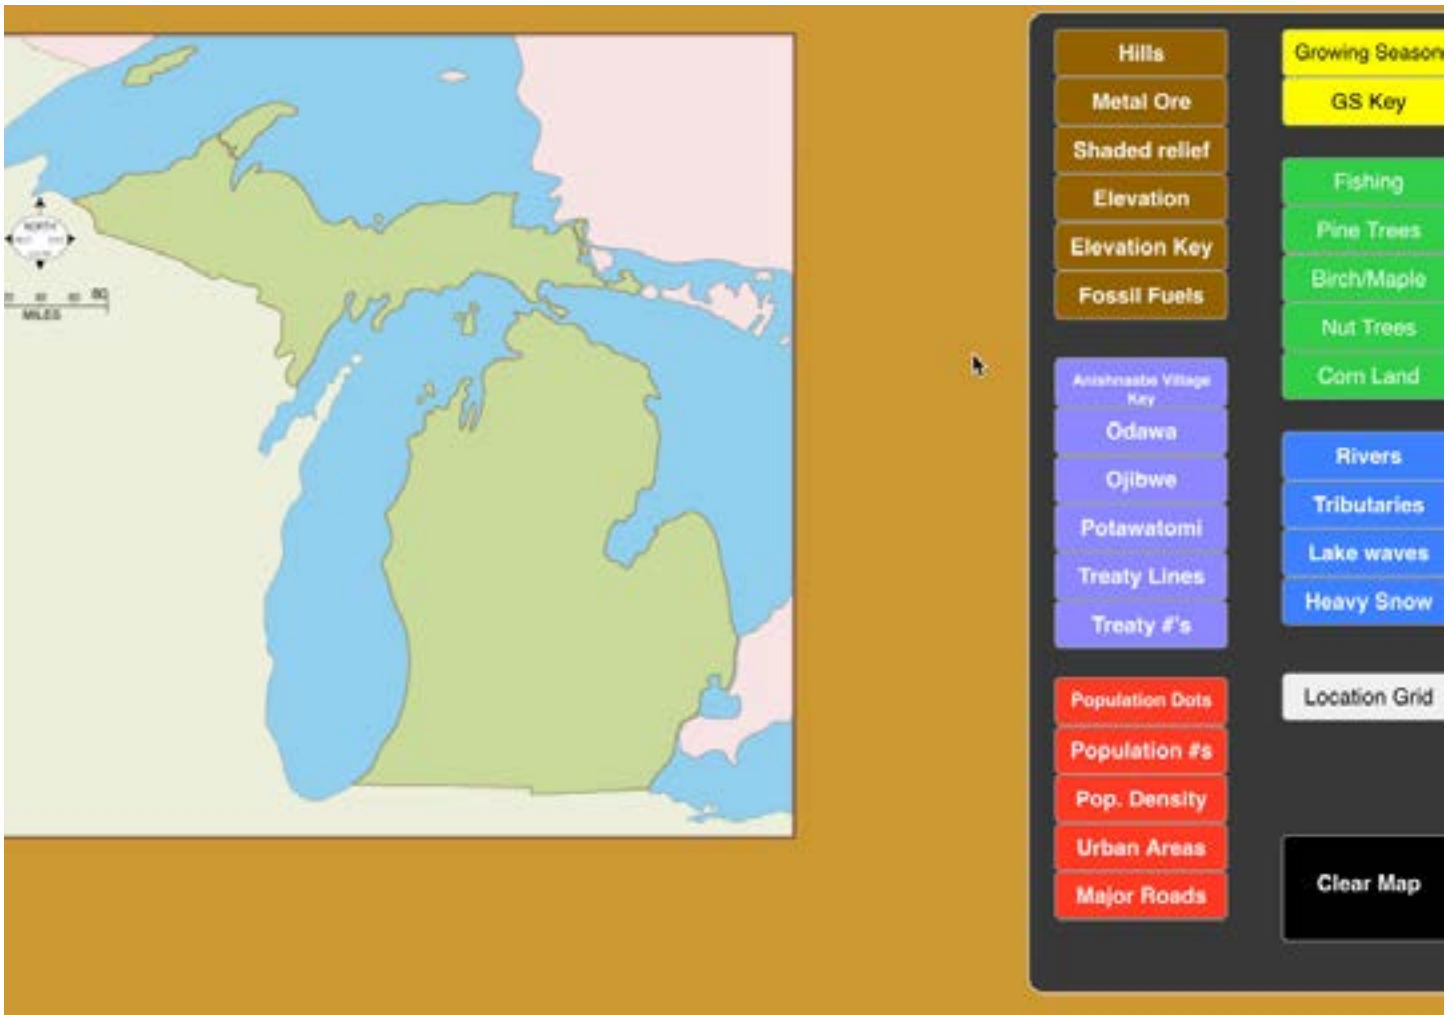 NORTH
80
MILES
Hills
Metal Ore
Shaded relief
Elevation
Elevation Key
Fossil Fuels
Anishnaabe Village
Key
Odawa
Ojibwe
Potawatomi
Treaty Lines
Treaty #'s
Population Dots
Population #s
Pop. Density
Urban Areas
Major Roads
Growing Season
GS Key
Fishing
Pine Trees
Birch/Maple
Nut Trees
Corn Land
Rivers
Tributaries
Lake waves
Heavy Snow
Location Grid
Clear Map